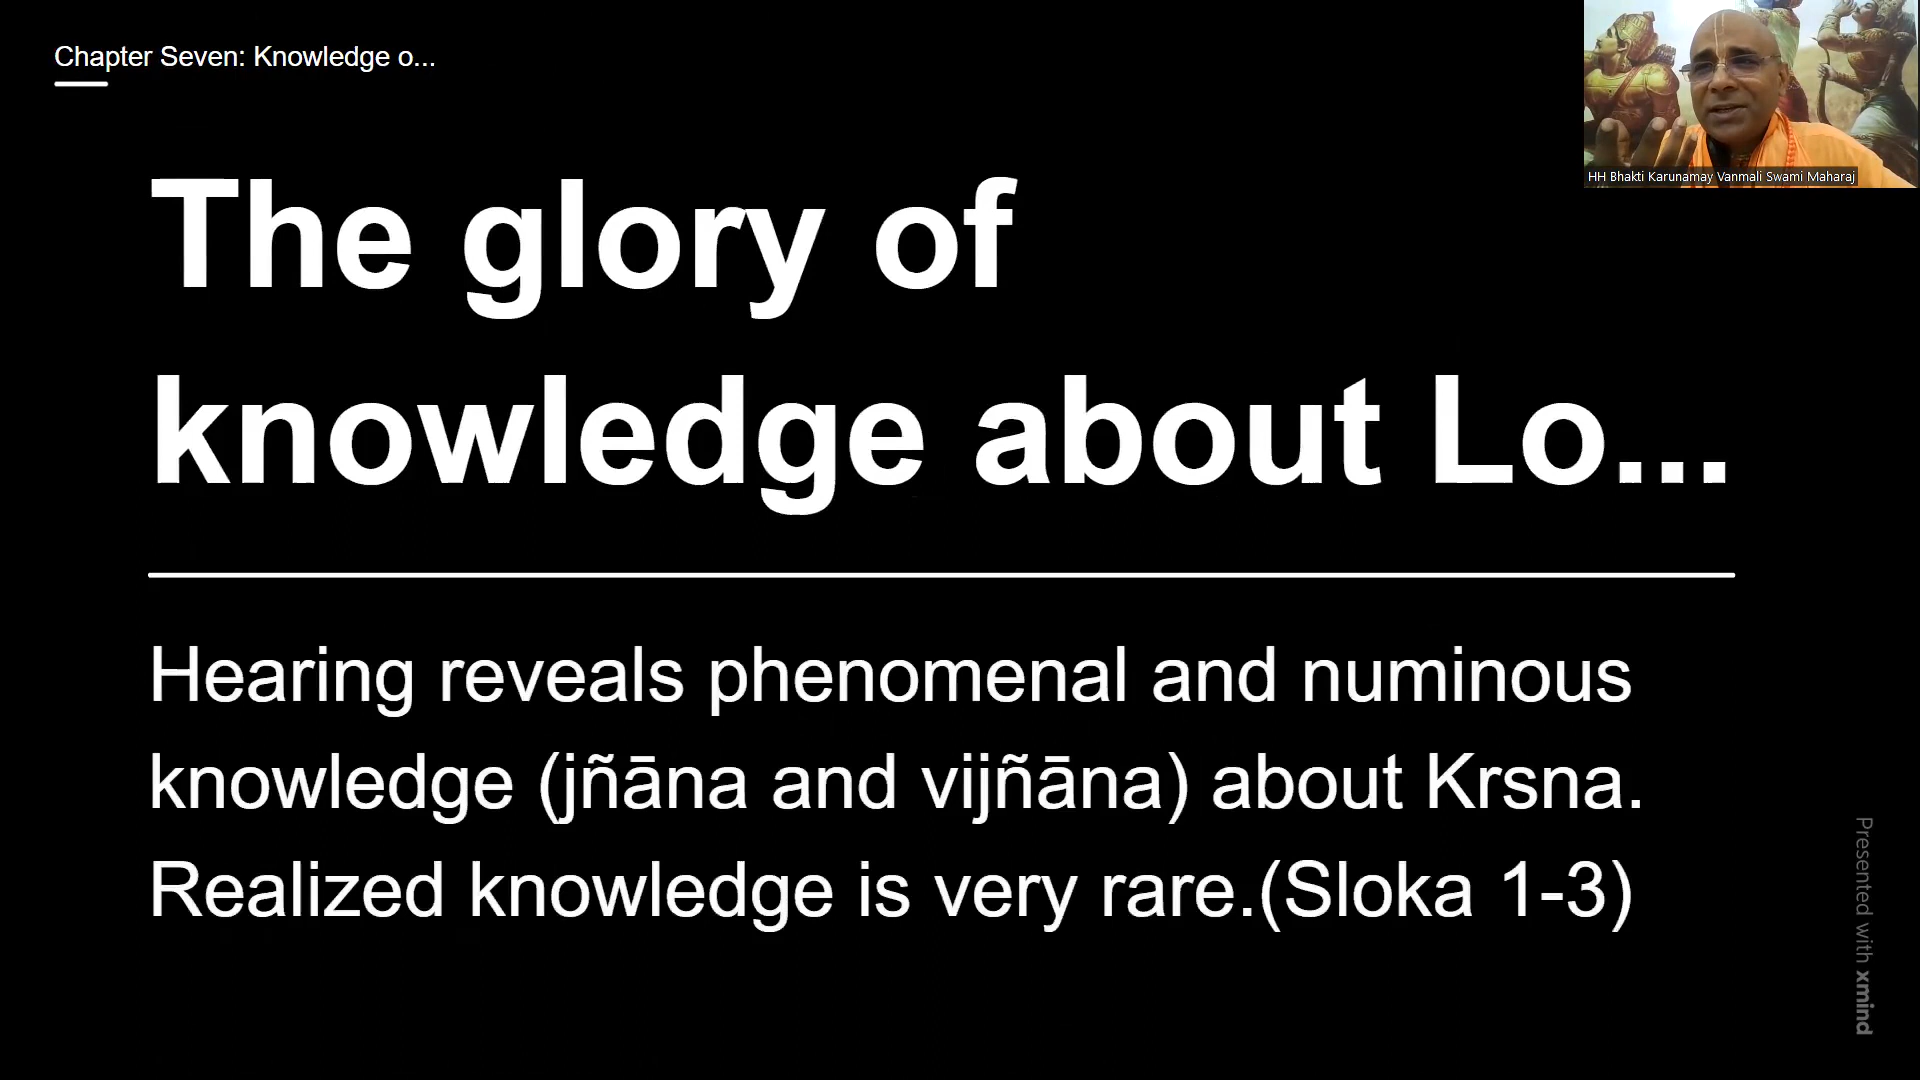 Chapter Seven: Knowledge o...
HH Bhakti Karunamay Vanmali Swami Maharaj
The glory of
knowledge about Lo...
Hearing reveals phenomenal and numinous
knowledge (jñāna and vijñāna) about Krsna.
Realized knowledge is very rare.(Sloka 1-3)
Presented with xmind